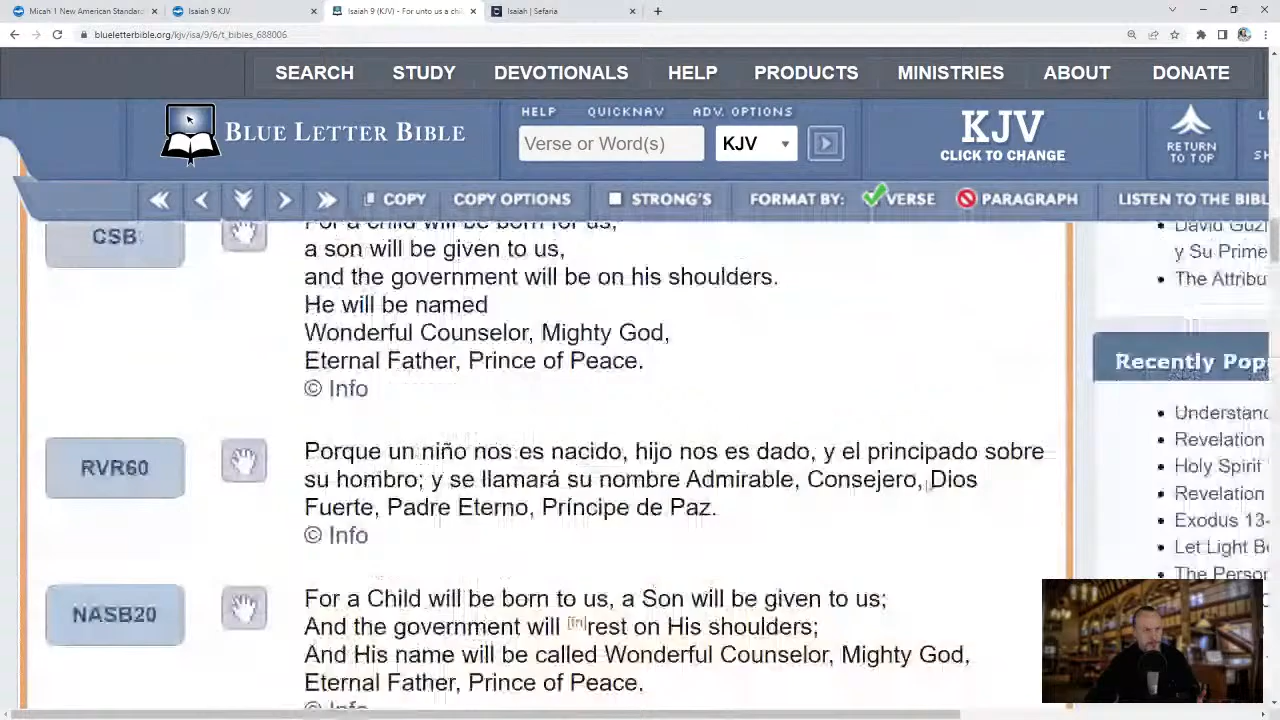 Micah 1 New American Standard
Isaiah 9 KJV
Isaiah 9 (KJV) - For unto us a chi
Isaiah | Sefaria
blueletterbible.org/kjv/isa/9/6/t_bibles_688006
SEARCH STUDY DEVOTIONALS HELP PRODUCTS MINISTRIES ABOUT DONATE
HELP QUICKNAV ADV. OPTIONS
BLUE LETTER BIBLE
Verse or Word(s)
KJV
KJV
CLICK TO CHANGE
RETURN
TO TOP
COPY COPY OPTIONS STRONG'S FORMAT BY: VERSE PARAGRAPH LISTEN TO THE BIBL
CSB
For a child will be born for us,
a son will be given to us,
and the government will be on his shoulders.
He will be named
Wonderful Counselor, Mighty God,
Eternal Father, Prince of Peace.
© Info
RVR60
Porque un niño nos es nacido, hijo nos es dado, y el principado sobre
su hombro; y se llamará su nombre Admirable, Consejero, Dios
Fuerte, Padre Eterno, Príncipe de Paz.
© Info
NASB20
For a Child will be born to us, a Son will be given to us;
And the government will [fn]rest on His shoulders;
And His name will be called Wonderful Counselor, Mighty God,
Eternal Father, Prince of Peace.
© Info
David Guzi
y Su Prime
The Attribu
Recently Pop
Understand
Revelation
Holy Spirit
Revelation
Exodus 13-
Let Light Be
The Person